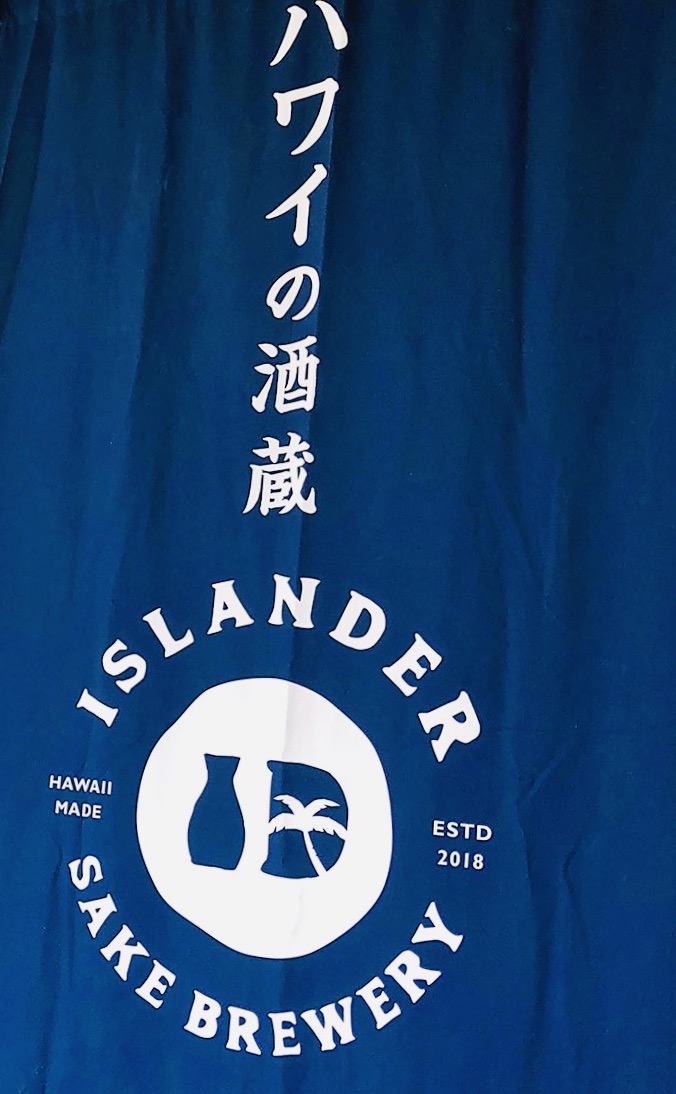 ハワイの酒蔵
ISLANDER
HAWAII
MADE
ESTD
2018
SAKE BREWERY